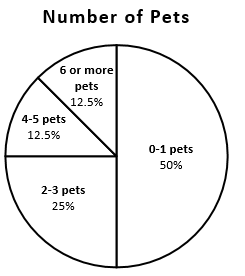 Number of Pets
6 or more
pets
12.5%
4-5 pets
12.5%
0-1 pets
50%
2-3 pets
25%